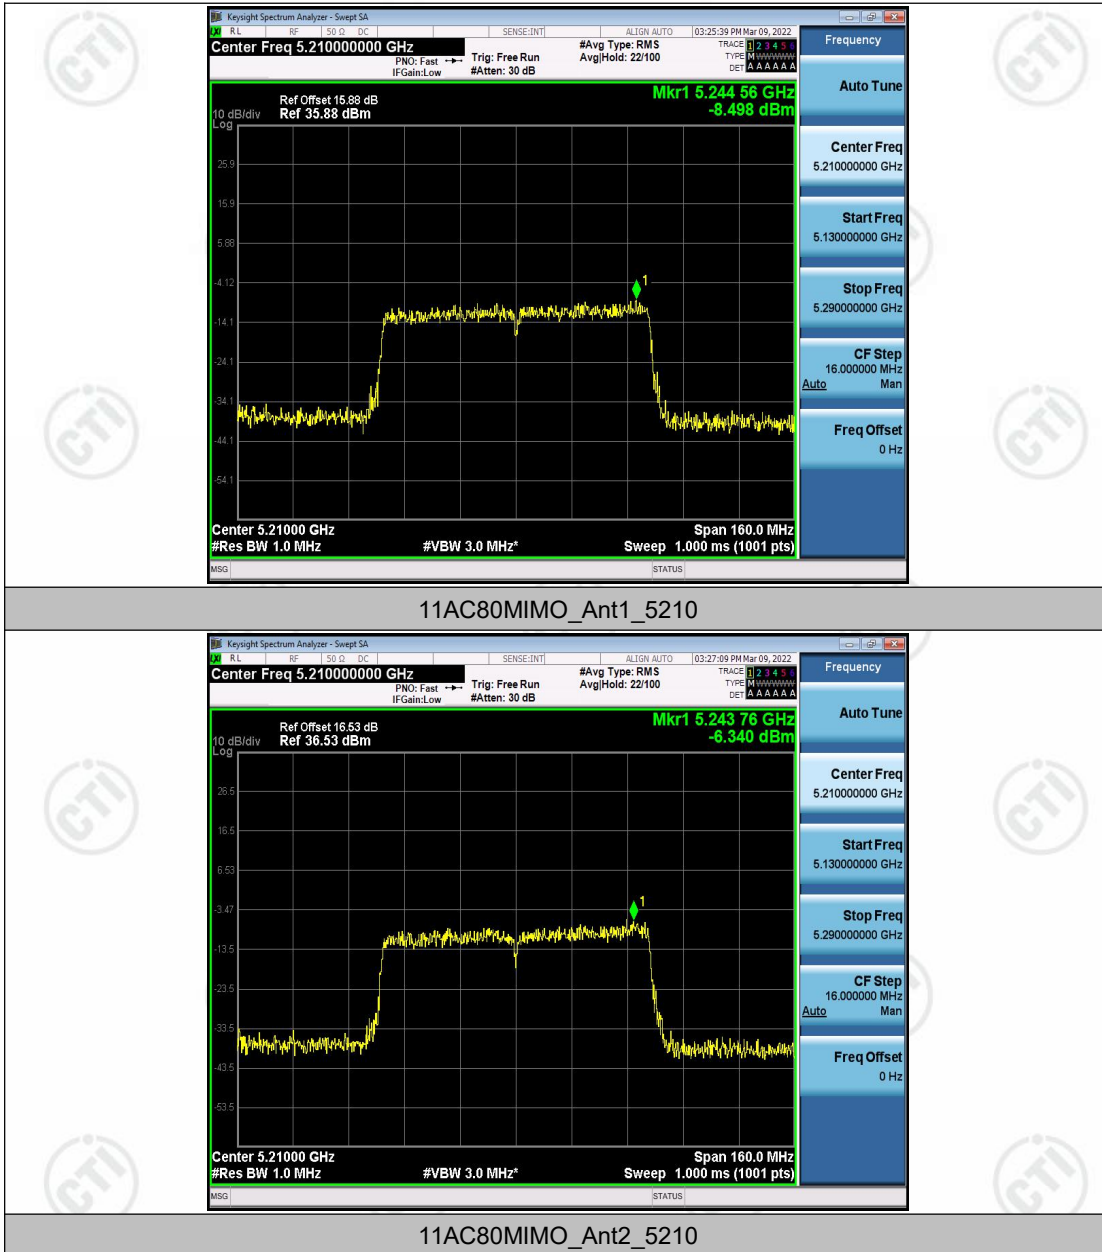 Keysight Spectrum Analyzer - Swept SA
LXI RL RF 50 Ω DC SENSE:INT ALIGN AUTO 03:25:39 PM Mar 09, 2022
Center Freq 5.210000000 GHz
PNO: Fast
IFGain:Low
Trig: Free Run
#Atten: 30 dB
#Avg Type: RMS
Avg|Hold: 22/100
TRACE 1 2 3 4 5 6
TYPE M WWWWW
DET A A A A A A
Mkr1 5.244 56 GHz
-8.498 dBm
Ref Offset 15.88 dB
10 dB/div Ref 35.88 dBm
Log
25.9
15.9
5.88
-4.12
-14.1
-24.1
-34.1
-44.1
-54.1
1
Center 5.21000 GHz Span 160.0 MHz
#Res BW 1.0 MHz #VBW 3.0 MHz* Sweep 1.000 ms (1001 pts)
MSG STATUS
Frequency
Auto Tune
Center Freq
5.210000000 GHz
Start Freq
5.130000000 GHz
Stop Freq
5.290000000 GHz
CF Step
16.000000 MHz
Auto Man
Freq Offset
0 Hz
11AC80MIMO_Ant1_5210
Keysight Spectrum Analyzer - Swept SA
LXI RL RF 50 Ω DC SENSE:INT ALIGN AUTO 03:27:09 PM Mar 09, 2022
Center Freq 5.210000000 GHz
PNO: Fast
IFGain:Low
Trig: Free Run
#Atten: 30 dB
#Avg Type: RMS
Avg|Hold: 22/100
TRACE 1 2 3 4 5 6
TYPE M WWWWW
DET A A A A A A
Mkr1 5.243 76 GHz
-6.340 dBm
Ref Offset 16.53 dB
10 dB/div Ref 36.53 dBm
Log
26.5
16.5
6.53
-3.47
-13.5
-23.5
-33.5
-43.5
-53.5
1
Center 5.21000 GHz Span 160.0 MHz
#Res BW 1.0 MHz #VBW 3.0 MHz* Sweep 1.000 ms (1001 pts)
MSG STATUS
Frequency
Auto Tune
Center Freq
5.210000000 GHz
Start Freq
5.130000000 GHz
Stop Freq
5.290000000 GHz
CF Step
16.000000 MHz
Auto Man
Freq Offset
0 Hz
11AC80MIMO_Ant2_5210
CTI
CTI
CTI
CTI
CTI
CTI
CTI
CTI